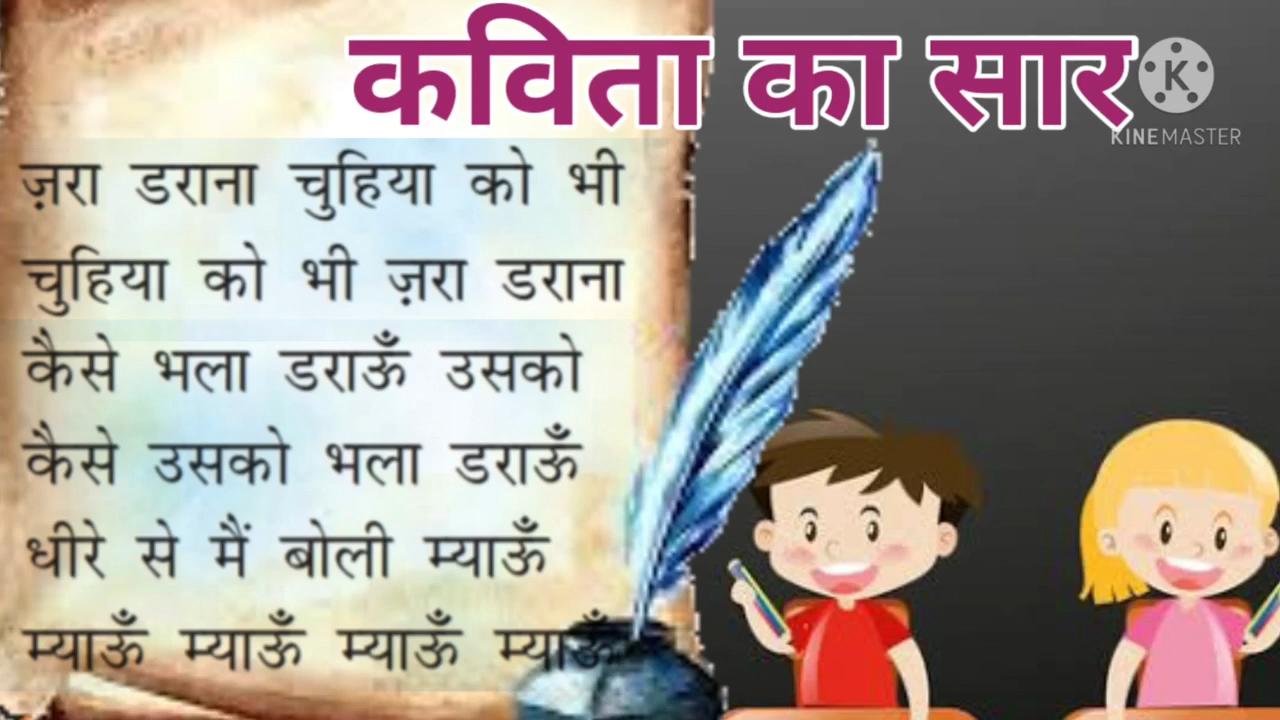 कविता का सार
KINEMASTER
ज़रा डराना चुहिया को भी
चुहिया को भी ज़रा डराना
कैसे भला डराऊँ उसको
कैसे उसको भला डराऊँ
धीरे से मैं बोली म्याऊँ
म्याऊँ म्याऊँ म्याऊँ म्याऊँ